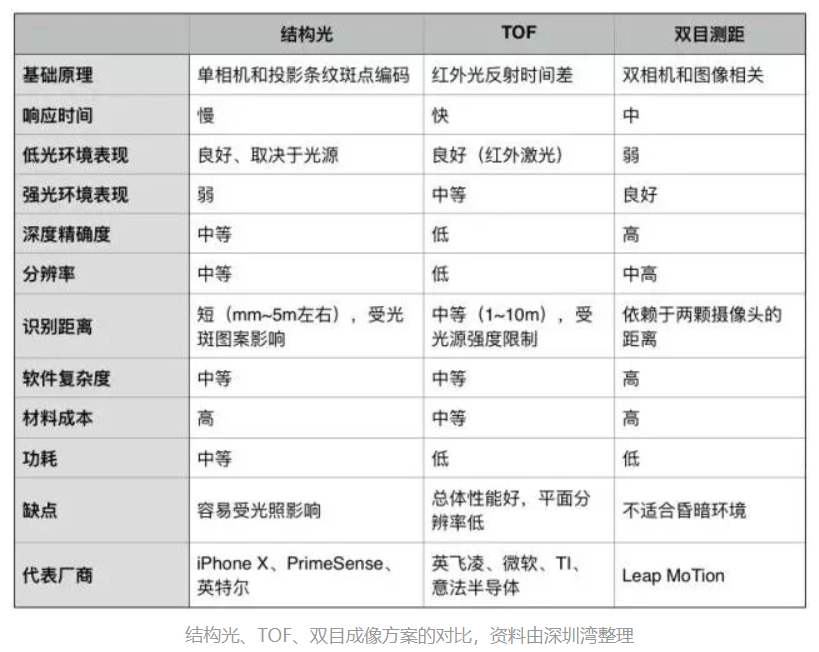 结构光 TOF 双目测距
基础原理 单相机和投影条纹斑点编码 红外光反射时间差 双相机和图像相关
响应时间 慢 快 中
低光环境表现 良好、取决于光源 良好（红外激光） 弱
强光环境表现 弱 中等 良好
深度精确度 中等 低 高
分辨率 中等 低 中高
识别距离 短（mm~5m左右），受光 中等（1~10m），受 依赖于两颗摄像头的
斑图案影响 光源强度限制 距离
软件复杂度 中等 中等 高
材料成本 高 中等 高
功耗 中等 低 低
缺点 容易受光照影响 总体性能好，平面分 不适合昏暗环境
辨率低
代表厂商 iPhone X、PrimeSense、 英飞凌、微软、TI、 Leap MoTion
英特尔 意法半导体
结构光、TOF、双目成像方案的对比，资料由深圳湾整理